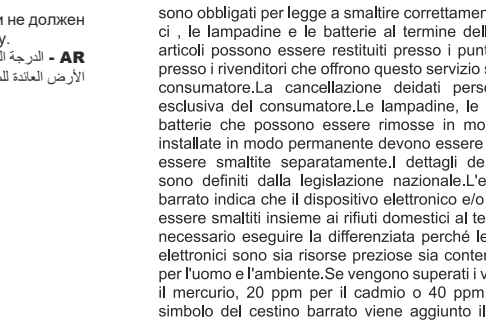 и не должен
у.
AR - الدرجة ال
الأرض العائدة لل
sono obbligati per legge a smaltire correttamen
ci , le lampadine e le batterie al termine del
articoli possono essere restituiti presso i pun
presso i rivenditori che offrono questo servizio s
consumatore.La cancellazione deidati pers
esclusiva del consumatore.Le lampadine, le
batterie che possono essere rimosse in mo
installate in modo permanente devono essere
essere smaltite separatamente.I dettagli de
sono definiti dalla legislazione nazionale.L'e
barrato indica che il dispositivo elettronico e/o
essere smaltiti insieme ai rifiuti domestici al te
necessario eseguire la differenziata perché le
elettronici sono sia risorse preziose sia conte
per l'uomo e l'ambiente.Se vengono superati i v
il mercurio, 20 ppm per il cadmio o 40 ppm
simbolo del cestino barrato viene aggiunto il